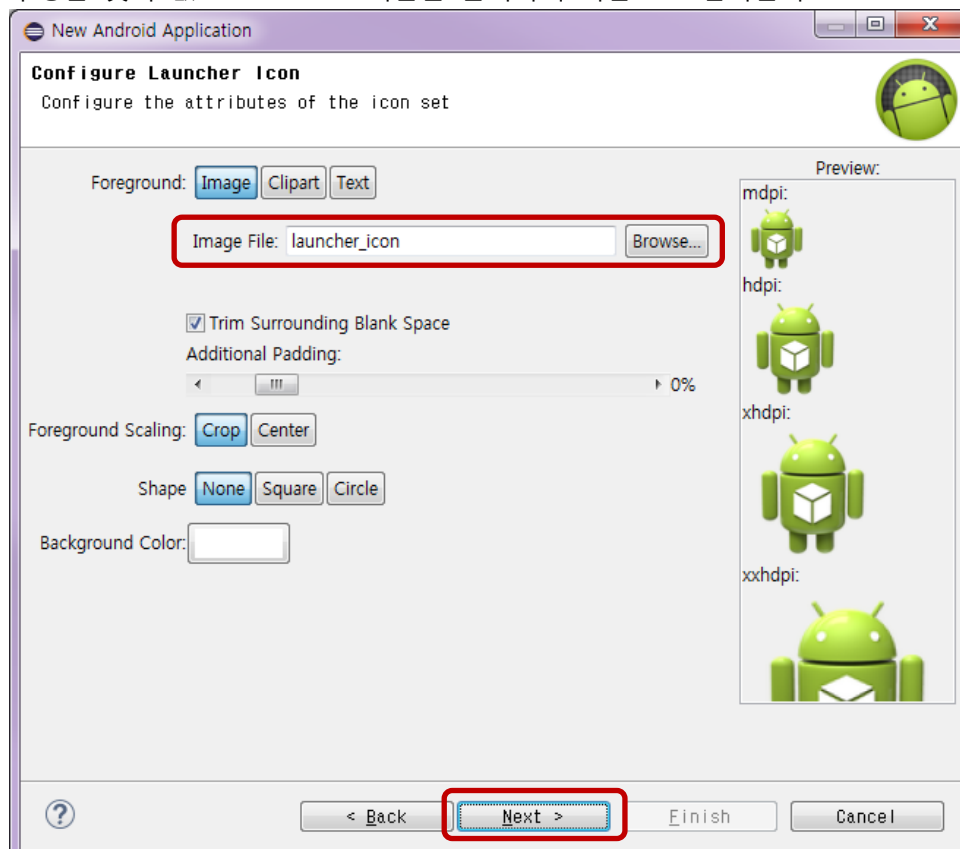 New Android Application
Configure Launcher Icon
Configure the attributes of the icon set
Foreground: Image Clipart Text
Preview:
mdpi:
Image File: launcher_icon Browse...
hdpi:
Trim Surrounding Blank Space
Additional Padding:
0%
xhdpi:
Foreground Scaling: Crop Center
Shape None Square Circle
Background Color:
xxhdpi:
< Back Next > Finish Cancel